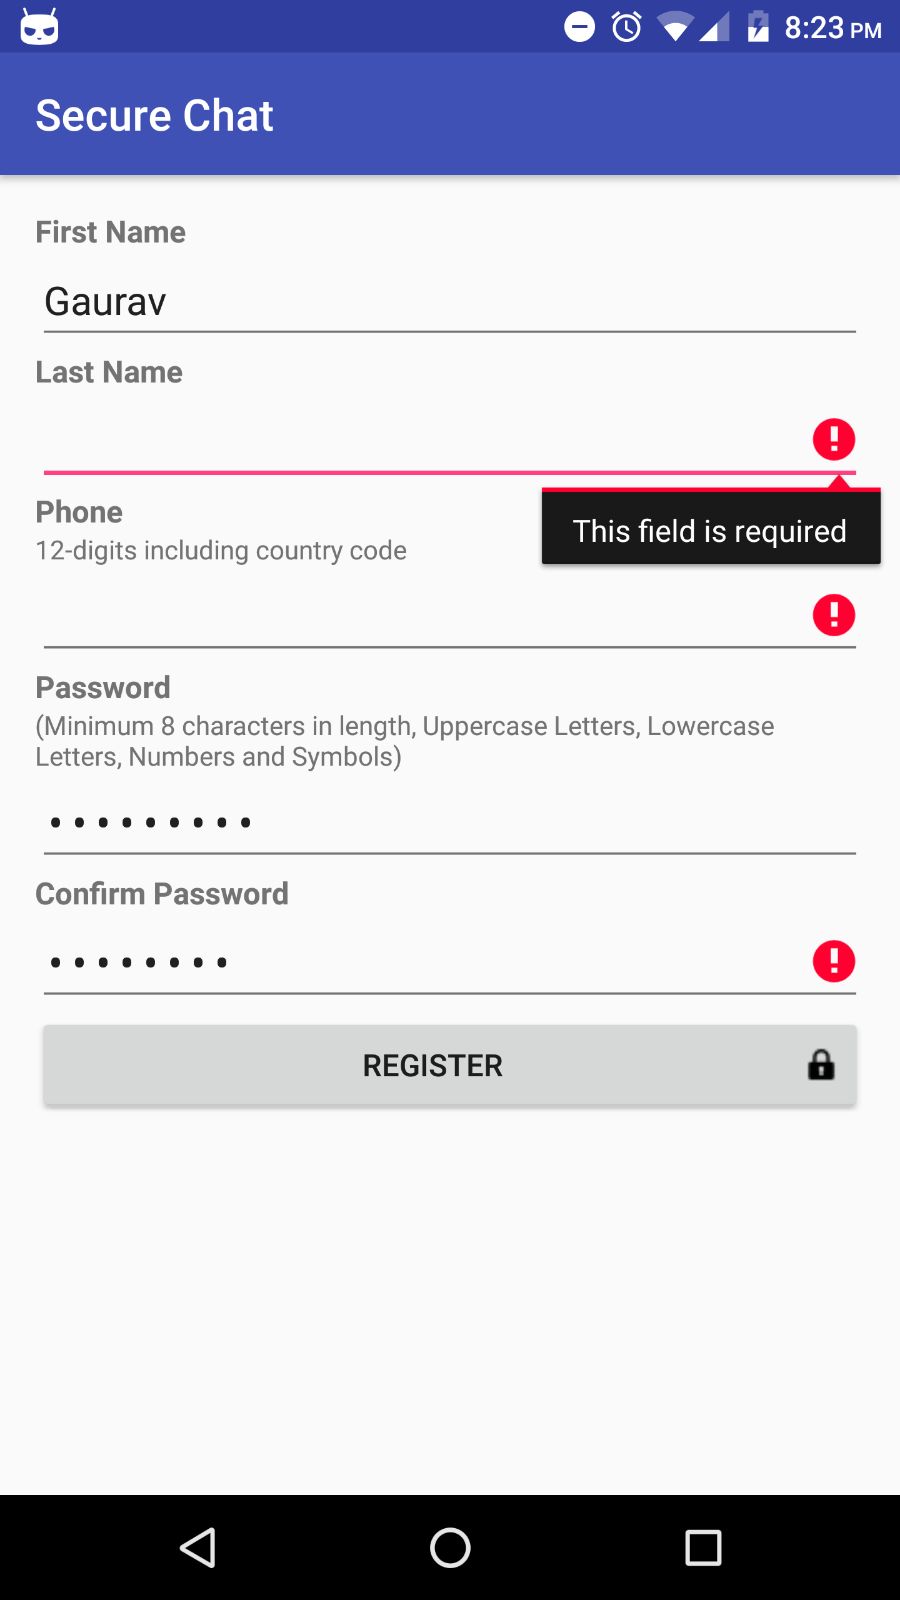 8:23 PM
Secure Chat
First Name
Gaurav
Last Name
Phone
This field is required
12-digits including country code
Password
(Minimum 8 characters in length, Uppercase Letters, Lowercase
Letters, Numbers and Symbols)
•••••••••
Confirm Password
••••••••
REGISTER